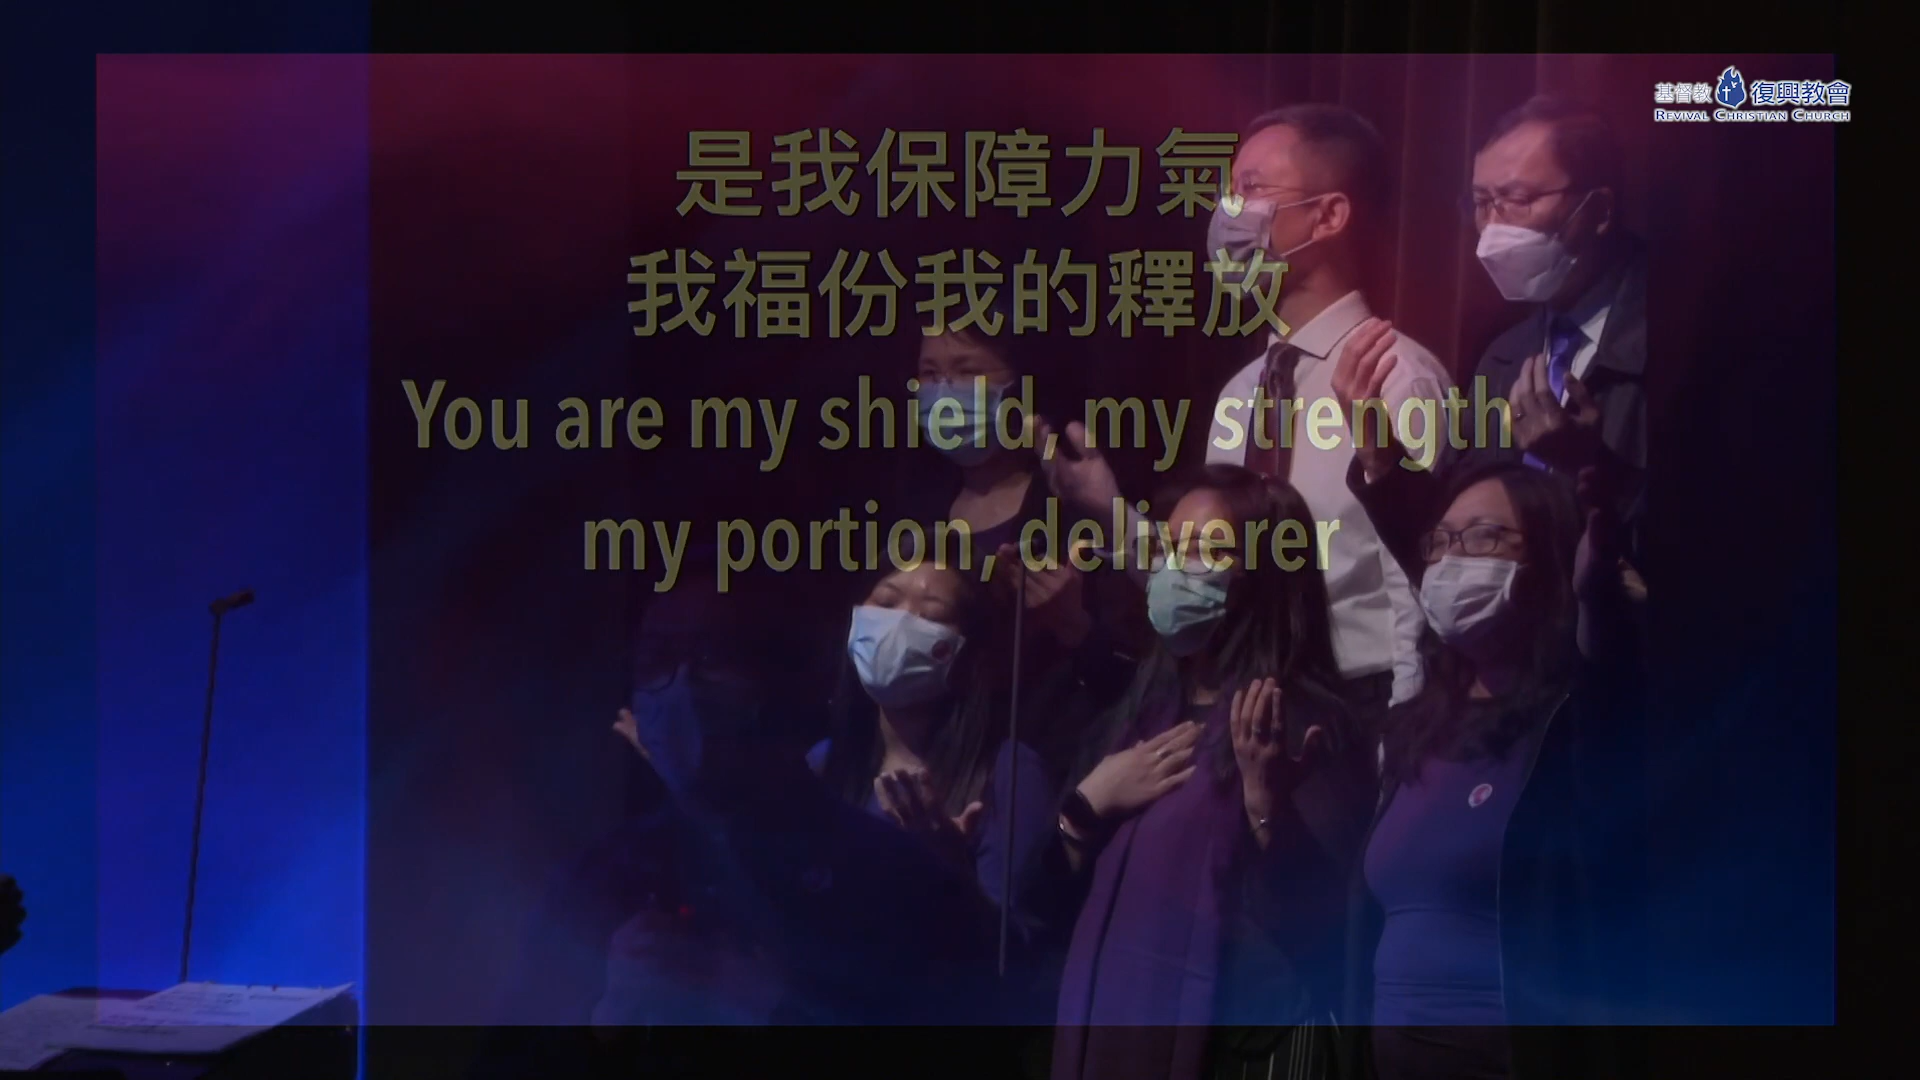 基督教 復興教會
REVIVAL CHRISTIAN CHURCH
是我保障力氣
我福份我的釋放
You are my shield, my strength
my portion, deliverer